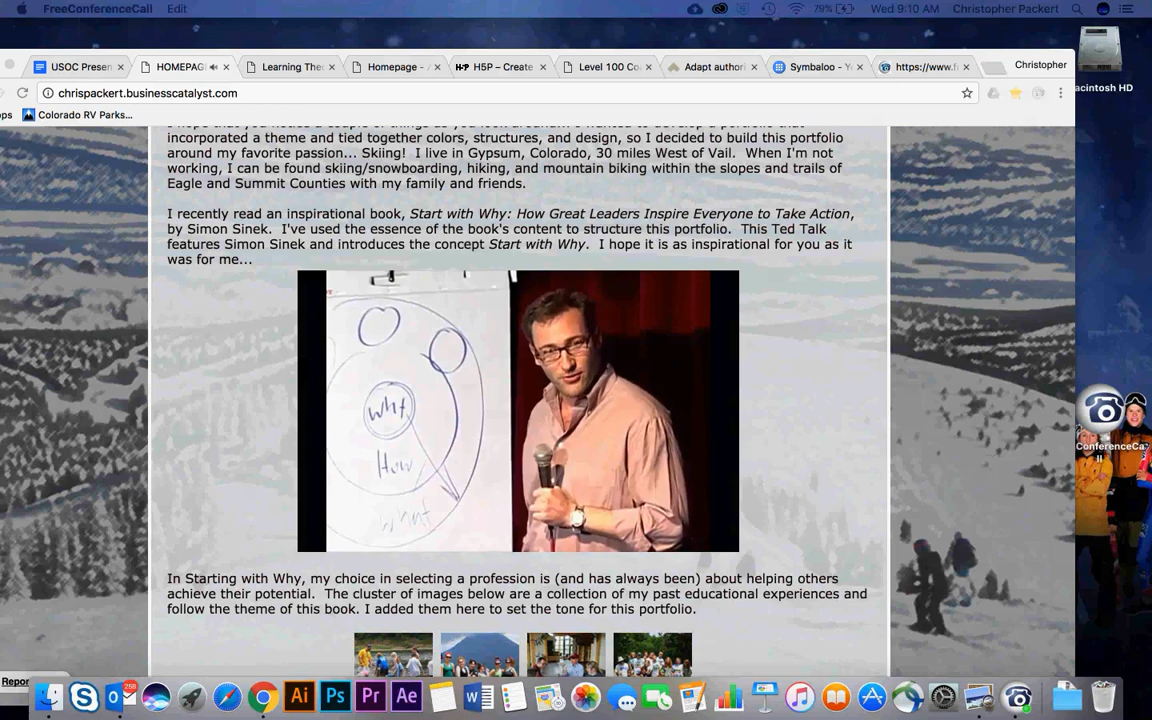 FreeConferenceCall Edit 79% Wed 9:10 AM Christopher Packert
USOC Presen HOMEPAG Learning The Homepage - H5P H5P – Create Level 100 Co Adapt authori Symbaloo - Yo https://www.f Christopher
chrispackert.businesscatalyst.com
ps Colorado RV Parks...
acintosh HD
incorporated a theme and tied together colors, structures, and design, so I decided to build this portfolio
around my favorite passion... Skiing! I live in Gypsum, Colorado, 30 miles West of Vail. When I'm not
working, I can be found skiing/snowboarding, hiking, and mountain biking within the slopes and trails of
Eagle and Summit Counties with my family and friends.
I recently read an inspirational book, Start with Why: How Great Leaders Inspire Everyone to Take Action,
by Simon Sinek. I've used the essence of the book's content to structure this portfolio. This Ted Talk
features Simon Sinek and introduces the concept Start with Why. I hope it is as inspirational for you as it
was for me...
why
How
what
ConferenceCa
ll
In Starting with Why, my choice in selecting a profession is (and has always been) about helping others
achieve their potential. The cluster of images below are a collection of my past educational experiences and
follow the theme of this book. I added them here to set the tone for this portfolio.
Repor
258
Ai Ps Pr Ae W